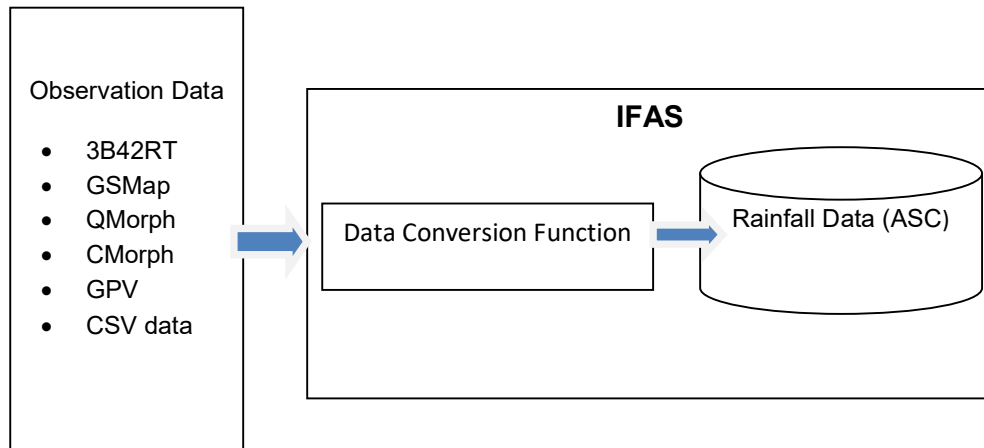 Observation Data
• 3B42RT
• GSMap
• QMorph
• CMorph
• GPV
• CSV data
IFAS
Data Conversion Function
Rainfall Data (ASC)